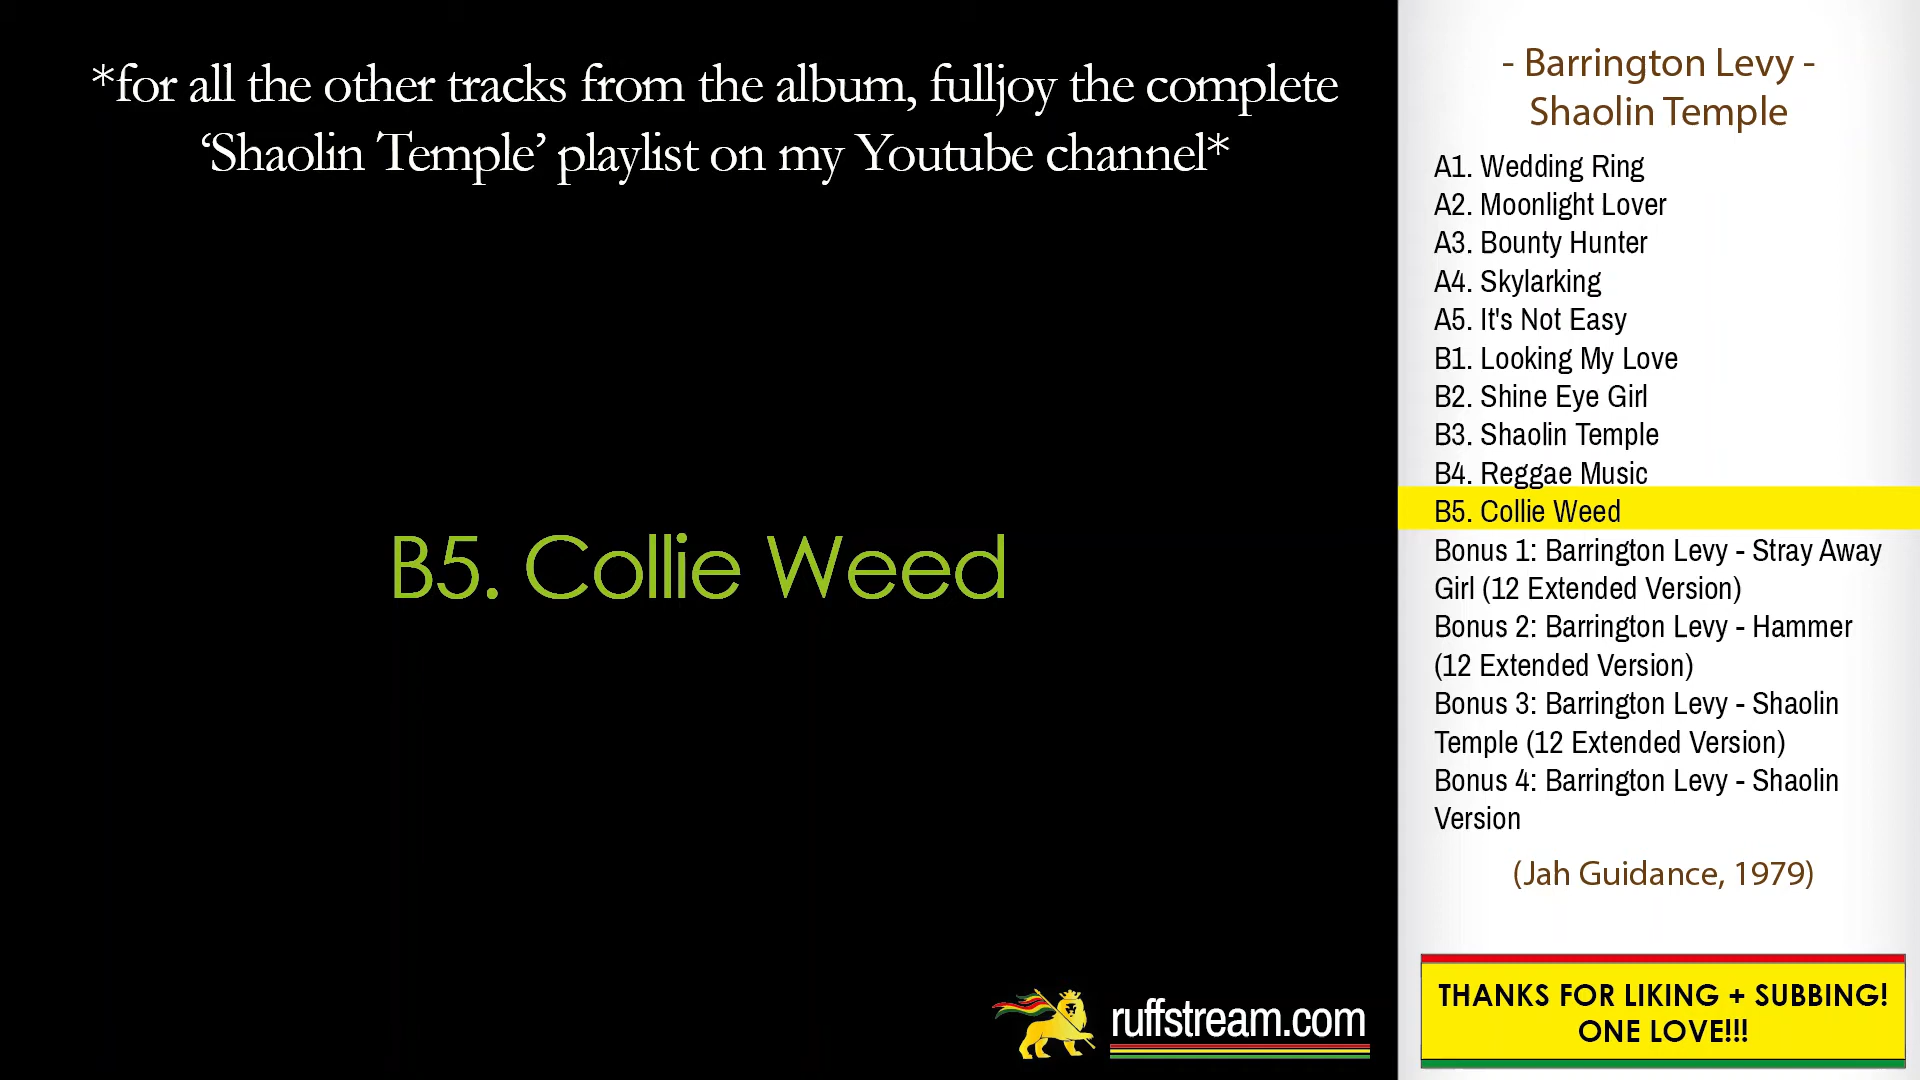 *for all the other tracks from the album, fulljoy the complete
‘Shaolin Temple’ playlist on my Youtube channel*
B5. Collie Weed
ruffstream.com
- Barrington Levy -
Shaolin Temple
A1. Wedding Ring
A2. Moonlight Lover
A3. Bounty Hunter
A4. Skylarking
A5. It's Not Easy
B1. Looking My Love
B2. Shine Eye Girl
B3. Shaolin Temple
B4. Reggae Music
B5. Collie Weed
Bonus 1: Barrington Levy - Stray Away
Girl (12 Extended Version)
Bonus 2: Barrington Levy - Hammer
(12 Extended Version)
Bonus 3: Barrington Levy - Shaolin
Temple (12 Extended Version)
Bonus 4: Barrington Levy - Shaolin
Version
(Jah Guidance, 1979)
THANKS FOR LIKING + SUBBING!
ONE LOVE!!!